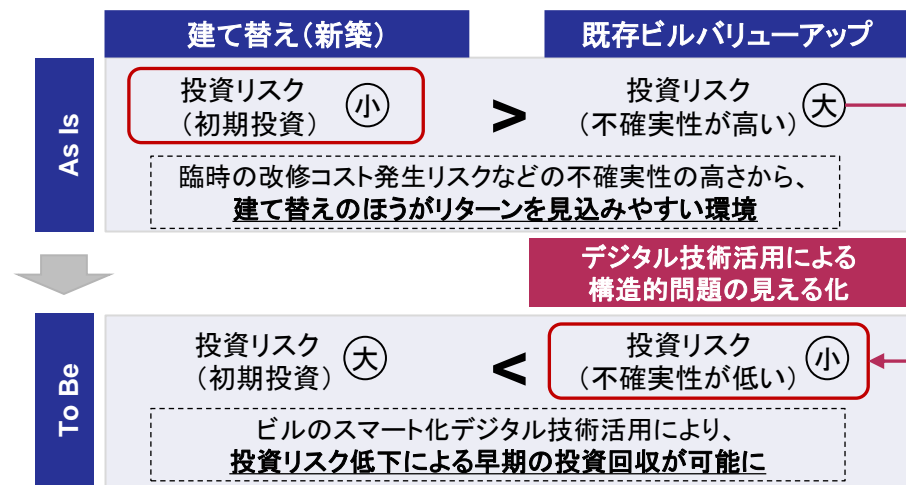 建て替え(新築)
既存ビルバリューアップ
As Is
投資リスク
(初期投資)
小
>
投資リスク
(不確実性が高い)
大
臨時の改修コスト発生リスクなどの不確実性の高さから、
建て替えのほうがリターンを見込みやすい環境
デジタル技術活用による
構造的問題の見える化
To Be
投資リスク
(初期投資)
大
<
投資リスク
(不確実性が低い)
小
ビルのスマート化デジタル技術活用により、
投資リスク低下による早期の投資回収が可能に